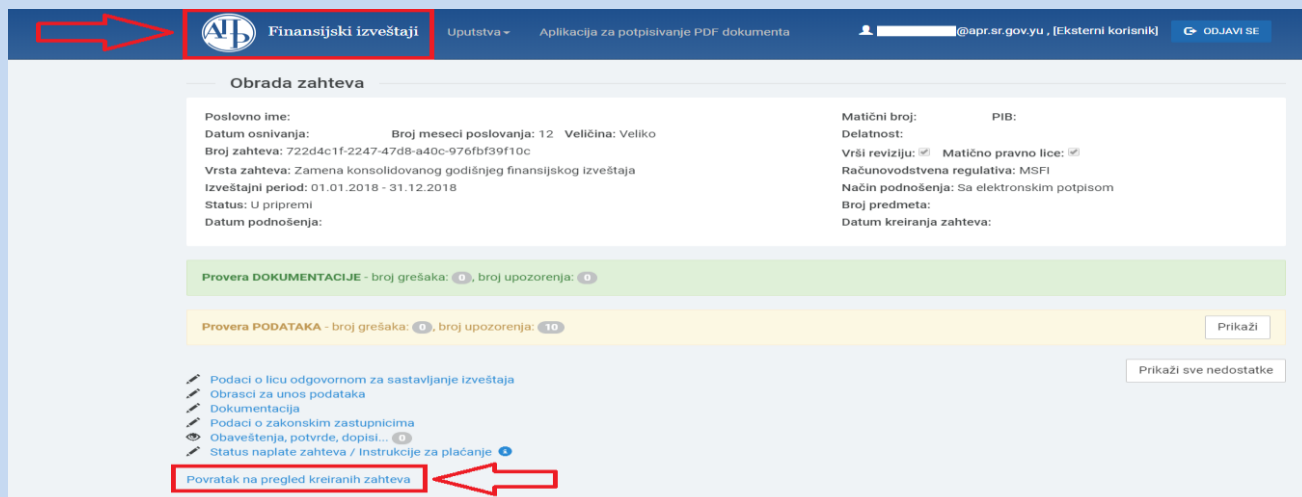 АПР Finansijski izveštaji Uputstva Aplikacija za potpisivanje PDF dokumenta @apr.sr.gov.yu , [Eksterni korisnik] ODJAVI SE
Obrada zahteva
Poslovno ime: Matični broj: PIB:
Datum osnivanja: Broj meseci poslovanja: 12 Veličina: Veliko Delatnost:
Broj zahteva: 722d4c1f-2247-47d8-a40c-976fbf39f10c Vrši reviziju: Matično pravno lice:
Vrsta zahteva: Zamena konsolidovanog godišnjeg finansijskog izveštaja Računovodstvena regulativa: MSFI
Izveštajni period: 01.01.2018 - 31.12.2018 Način podnošenja: Sa elektronskim potpisom
Status: U pripremi Broj predmeta:
Datum podnošenja: Datum kreiranja zahteva:
Provera DOKUMENTACIJE - broj grešaka: 0, broj upozorenja: 0
Provera PODATAKA - broj grešaka: 0, broj upozorenja: 10 Prikaži
Prikaži sve nedostatke
Podaci o licu odgovornom za sastavljanje izveštaja
Obrasci za unos podataka
Dokumentacija
Podaci o zakonskim zastupnicima
Obaveštenja, potvrde, dopisi... 0
Status naplate zahteva / Instrukcije za plaćanje
Povratak na pregled kreiranih zahteva